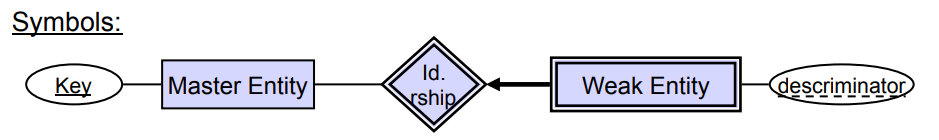 Symbols:
Key
Master Entity
Id.
rship
Weak Entity
descriminator